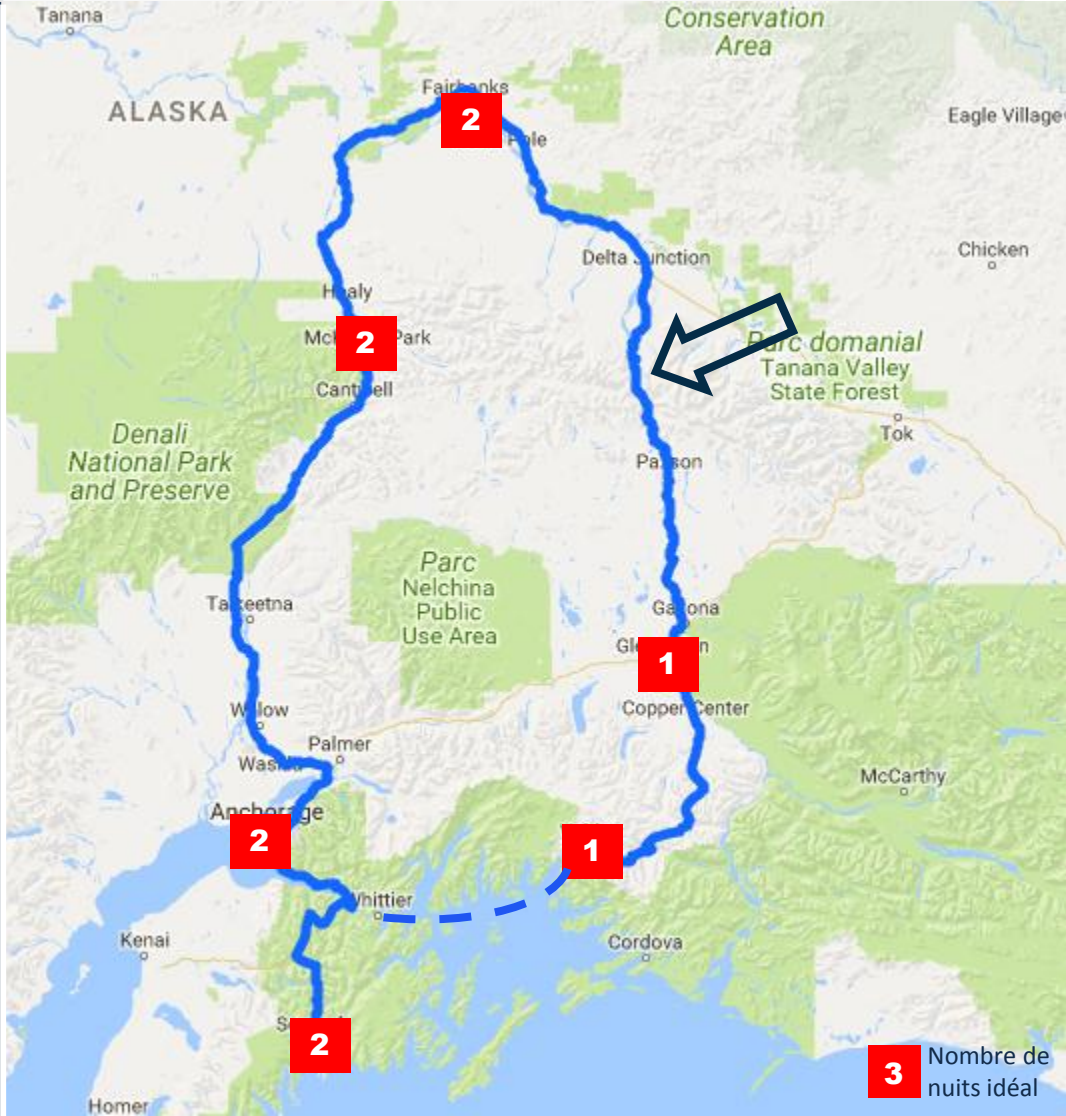 Tanana
Conservation
Area
Fairbanks
ALASKA
2
Pole
Eagle Village
Delta Junction
Chicken
Healy
2
Park
Parc domanial
Tanana Valley
State Forest
Cantwell
Denali
National Park
and Preserve
Tok
Paxson
Parc
Nelchina
Public
Use Area
Talkeetna
Gakona
1
Willow
Copper Center
Palmer
Wasilla
McCarthy
Anchorage
2
1
Whittier
Kenai
Cordova
2
3 Nombre de
nuits idéal
Homer